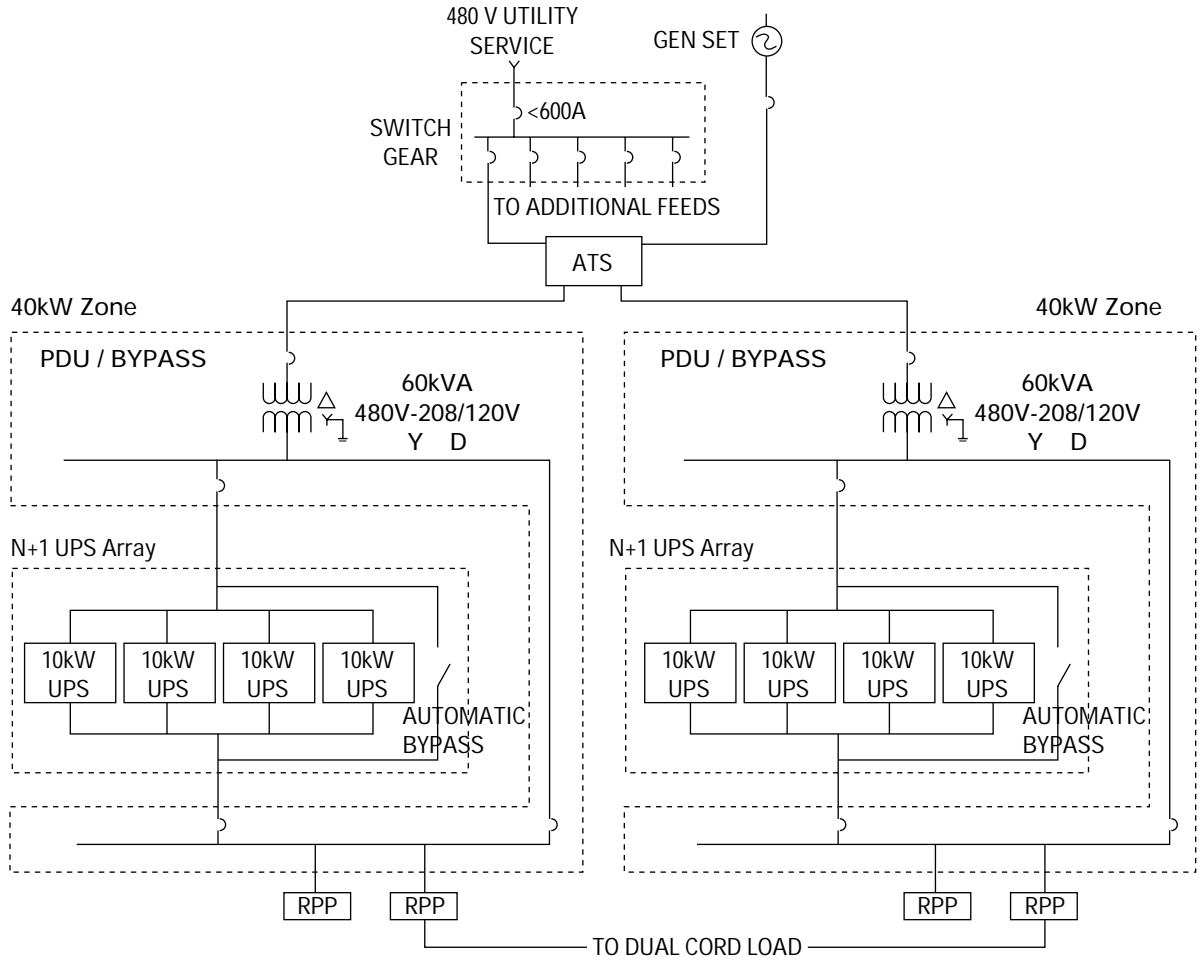 480 V UTILITY
SERVICE
GEN SET
<600A
SWITCH
GEAR
TO ADDITIONAL FEEDS
ATS
40kW Zone
40kW Zone
PDU / BYPASS
60kVA
480V-208/120V
Y D
PDU / BYPASS
60kVA
480V-208/120V
Y D
N+1 UPS Array
10kW
UPS
10kW
UPS
10kW
UPS
10kW
UPS
AUTOMATIC
BYPASS
N+1 UPS Array
10kW
UPS
10kW
UPS
10kW
UPS
10kW
UPS
AUTOMATIC
BYPASS
RPP
RPP
RPP
RPP
TO DUAL CORD LOAD